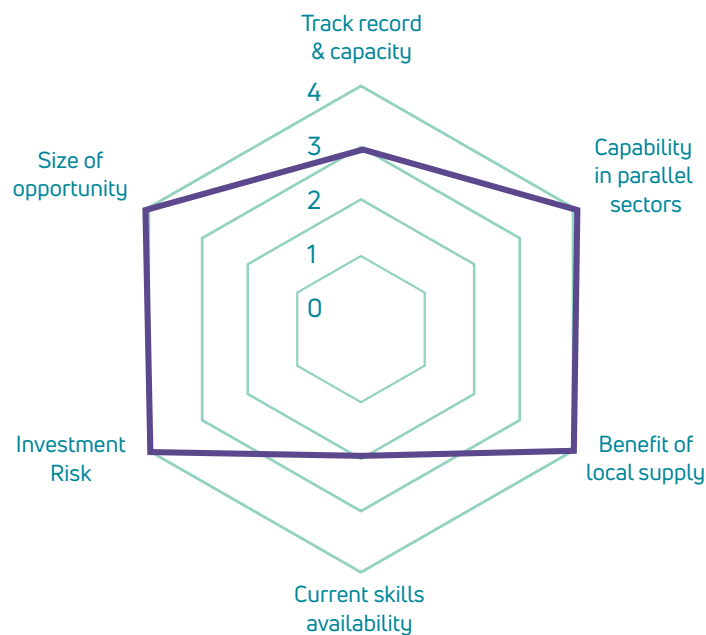 Track record
& capacity
4
3
2
1
0
Size of
opportunity
Capability
in parallel
sectors
Investment
Risk
Benefit of
local supply
Current skills
availability